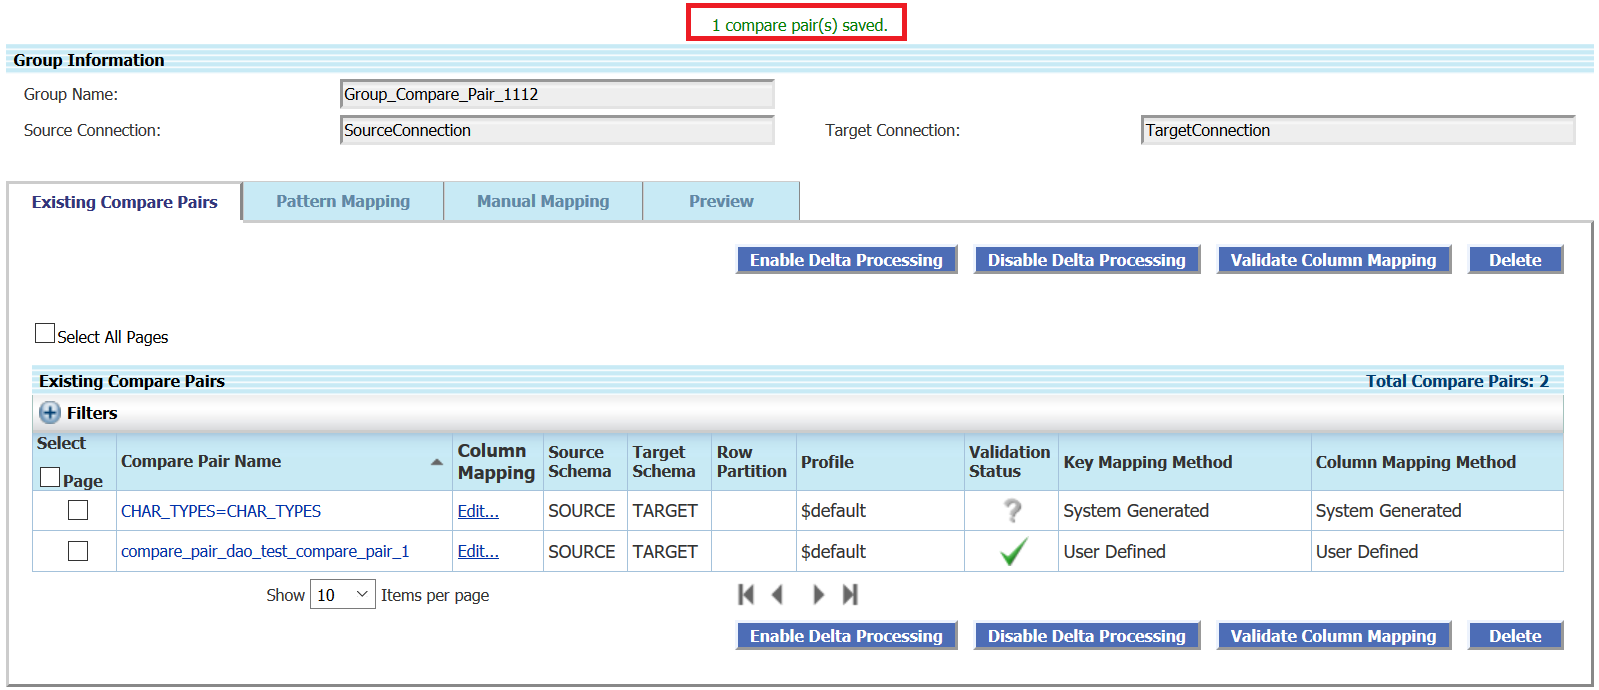 1 compare pair(s) saved.
Group Information
Group Name: Group_Compare_Pair_1112
Source Connection: SourceConnection Target Connection: TargetConnection
Existing Compare Pairs Pattern Mapping Manual Mapping Preview
Enable Delta Processing Disable Delta Processing Validate Column Mapping Delete
Select All Pages
Existing Compare Pairs Total Compare Pairs: 2
Filters
Select Page Compare Pair Name Column Mapping Source Schema Target Schema Row Partition Profile Validation Status Key Mapping Method Column Mapping Method
CHAR_TYPES=CHAR_TYPES Edit... SOURCE TARGET $default ? System Generated System Generated
compare_pair_dao_test_compare_pair_1 Edit... SOURCE TARGET $default User Defined User Defined
Show 10 Items per page
Enable Delta Processing Disable Delta Processing Validate Column Mapping Delete